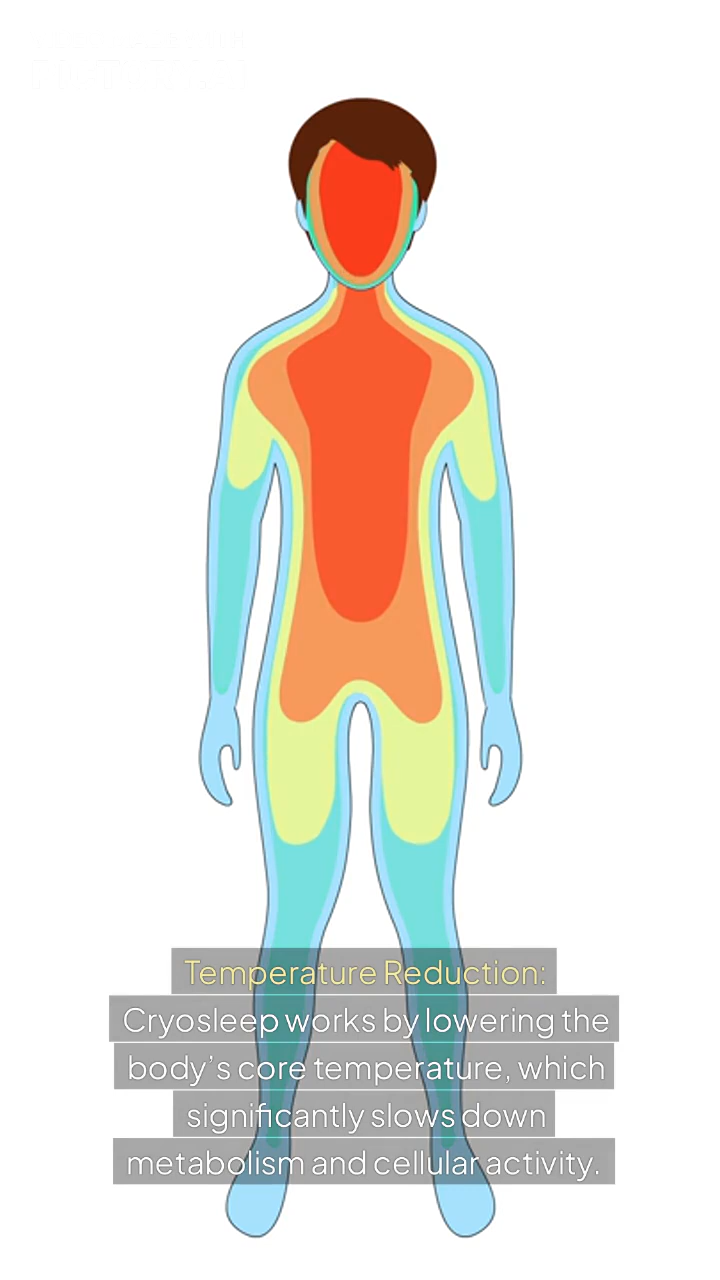 Temperature Reduction:
Cryosleep works by lowering the
body's core temperature, which
significantly slows down
metabolism and cellular activity.